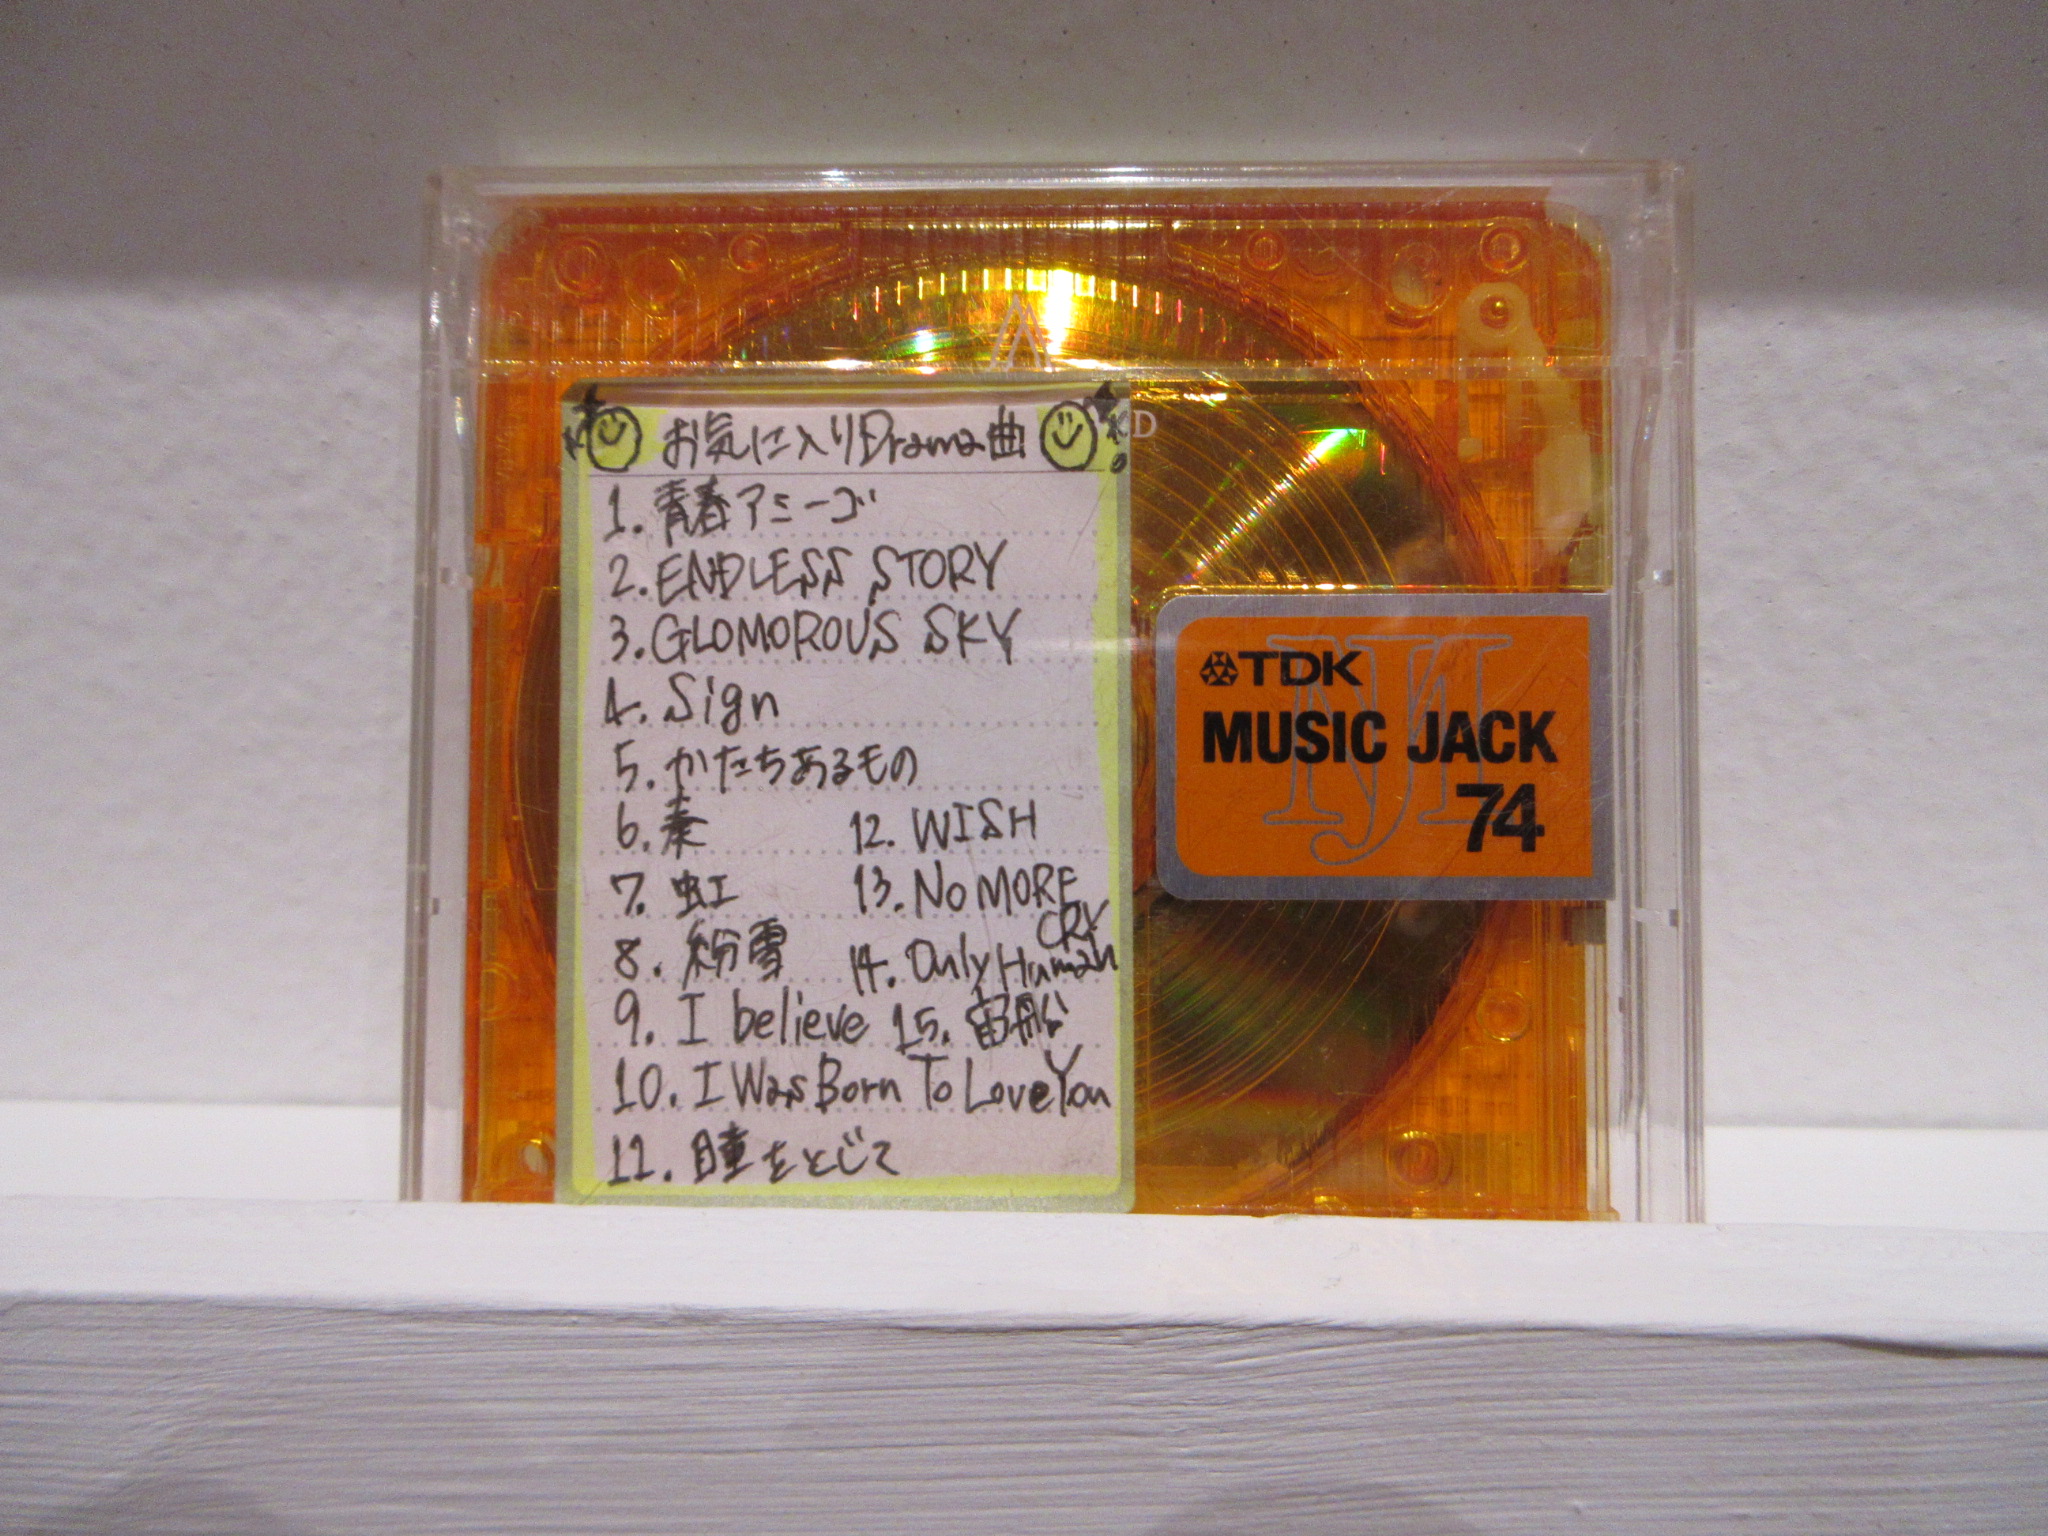 お気に入りDrama曲
1. 青春アミーゴ
2. ENDLESS STORY
3. GLOMOROUS SKY
4. Sign
5. かたちあるもの
6. 奏
12. WISH
7. 虹
13. NO MORE CRY
8. 粉雪
14. Only Human
9. I believe
15. 宙船
10. I Was Born To Love You
11. 瞳をとじて
TDK
MUSIC JACK
74
MJ